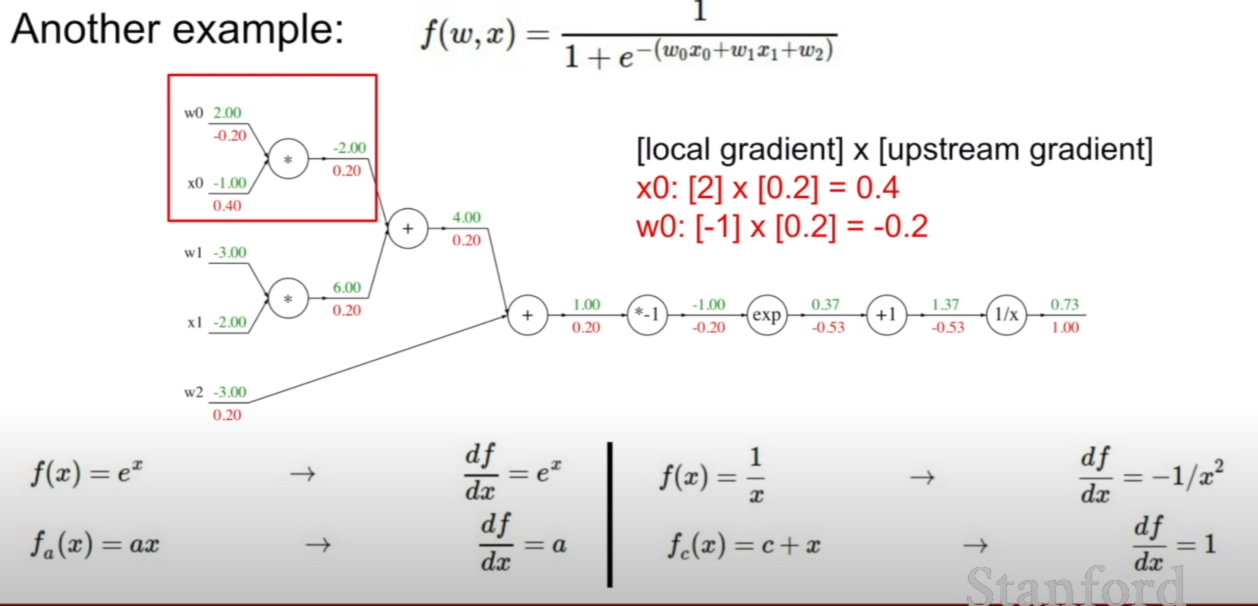 Another example:
f(w,x) = 1 / (1 + e^{-(w₀x₀+w₁x₁+w₂)})
w0 2.00
-0.20
*
-2.00
0.20
x0 -1.00
0.40
[local gradient] x [upstream gradient]
x0: [2] x [0.2] = 0.4
w0: [-1] x [0.2] = -0.2
+
4.00
0.20
w1 -3.00
*
6.00
0.20
x1 -2.00
+
1.00
0.20
*-1
-1.00
-0.20
exp
0.37
-0.53
+1
1.37
-0.53
1/x
0.73
1.00
w2 -3.00
0.20
f(x) = eˣ → df/dx = eˣ
f(x) = 1/x → df/dx = -1/x²
fₐ(x) = ax → df/dx = a
f_c(x) = c + x → df/dx = 1
Stanford